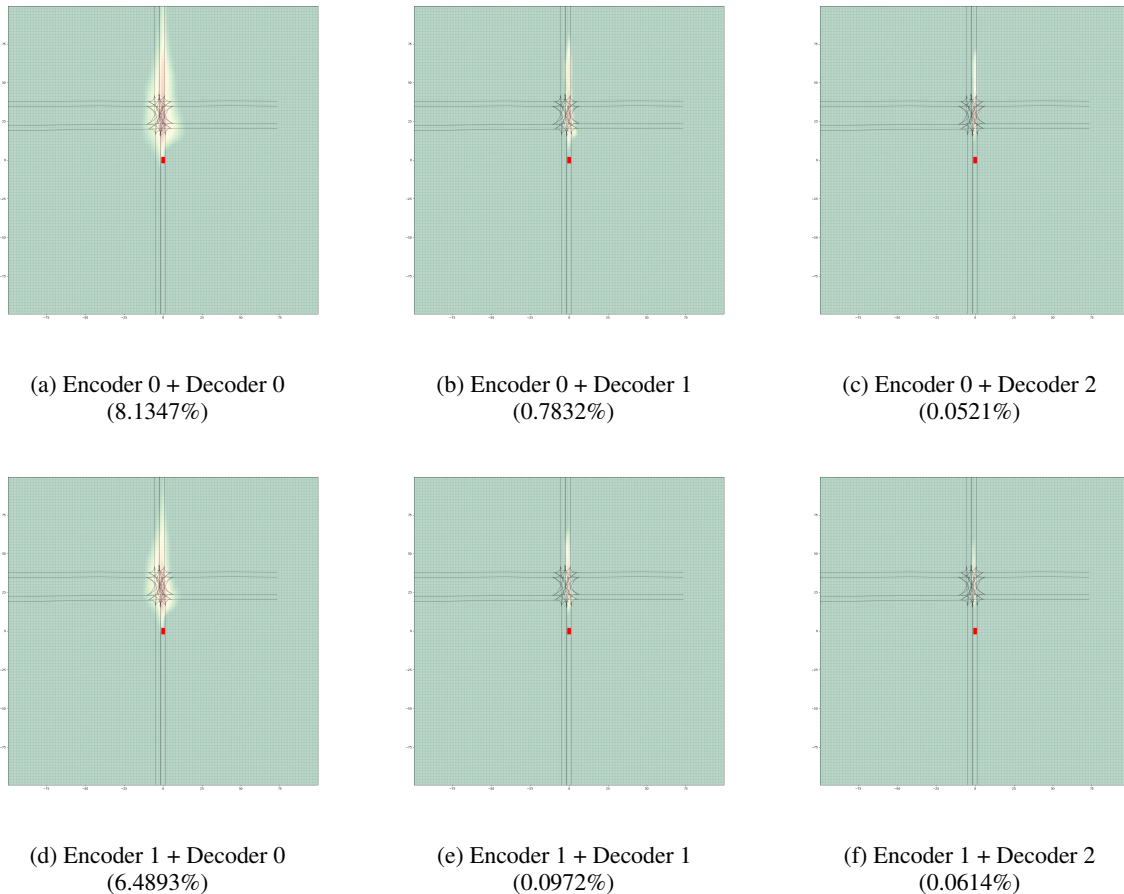 (a) Encoder 0 + Decoder 0
(8.1347%)
(b) Encoder 0 + Decoder 1
(0.7832%)
(c) Encoder 0 + Decoder 2
(0.0521%)
(d) Encoder 1 + Decoder 0
(6.4893%)
(e) Encoder 1 + Decoder 1
(0.0972%)
(f) Encoder 1 + Decoder 2
(0.0614%)